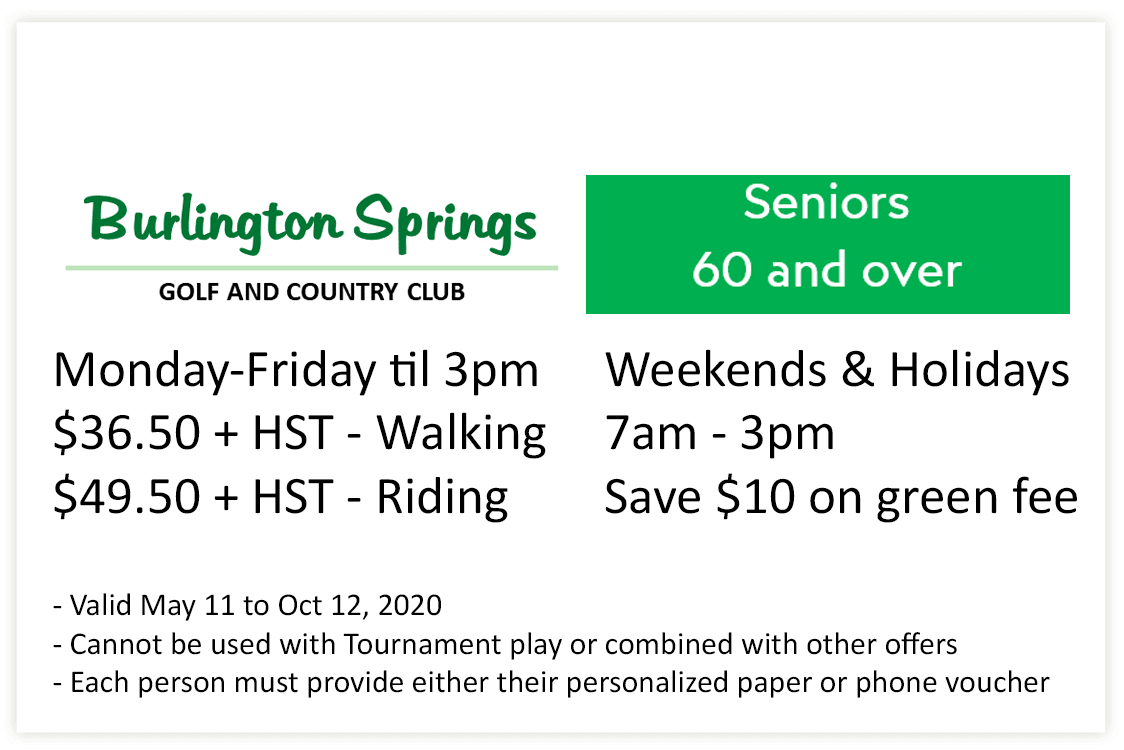 Burlington Springs
GOLF AND COUNTRY CLUB
Seniors
60 and over
Monday-Friday til 3pm
$36.50 + HST - Walking
$49.50 + HST - Riding
Weekends & Holidays
7am - 3pm
Save $10 on green fee
- Valid May 11 to Oct 12, 2020
- Cannot be used with Tournament play or combined with other offers
- Each person must provide either their personalized paper or phone voucher